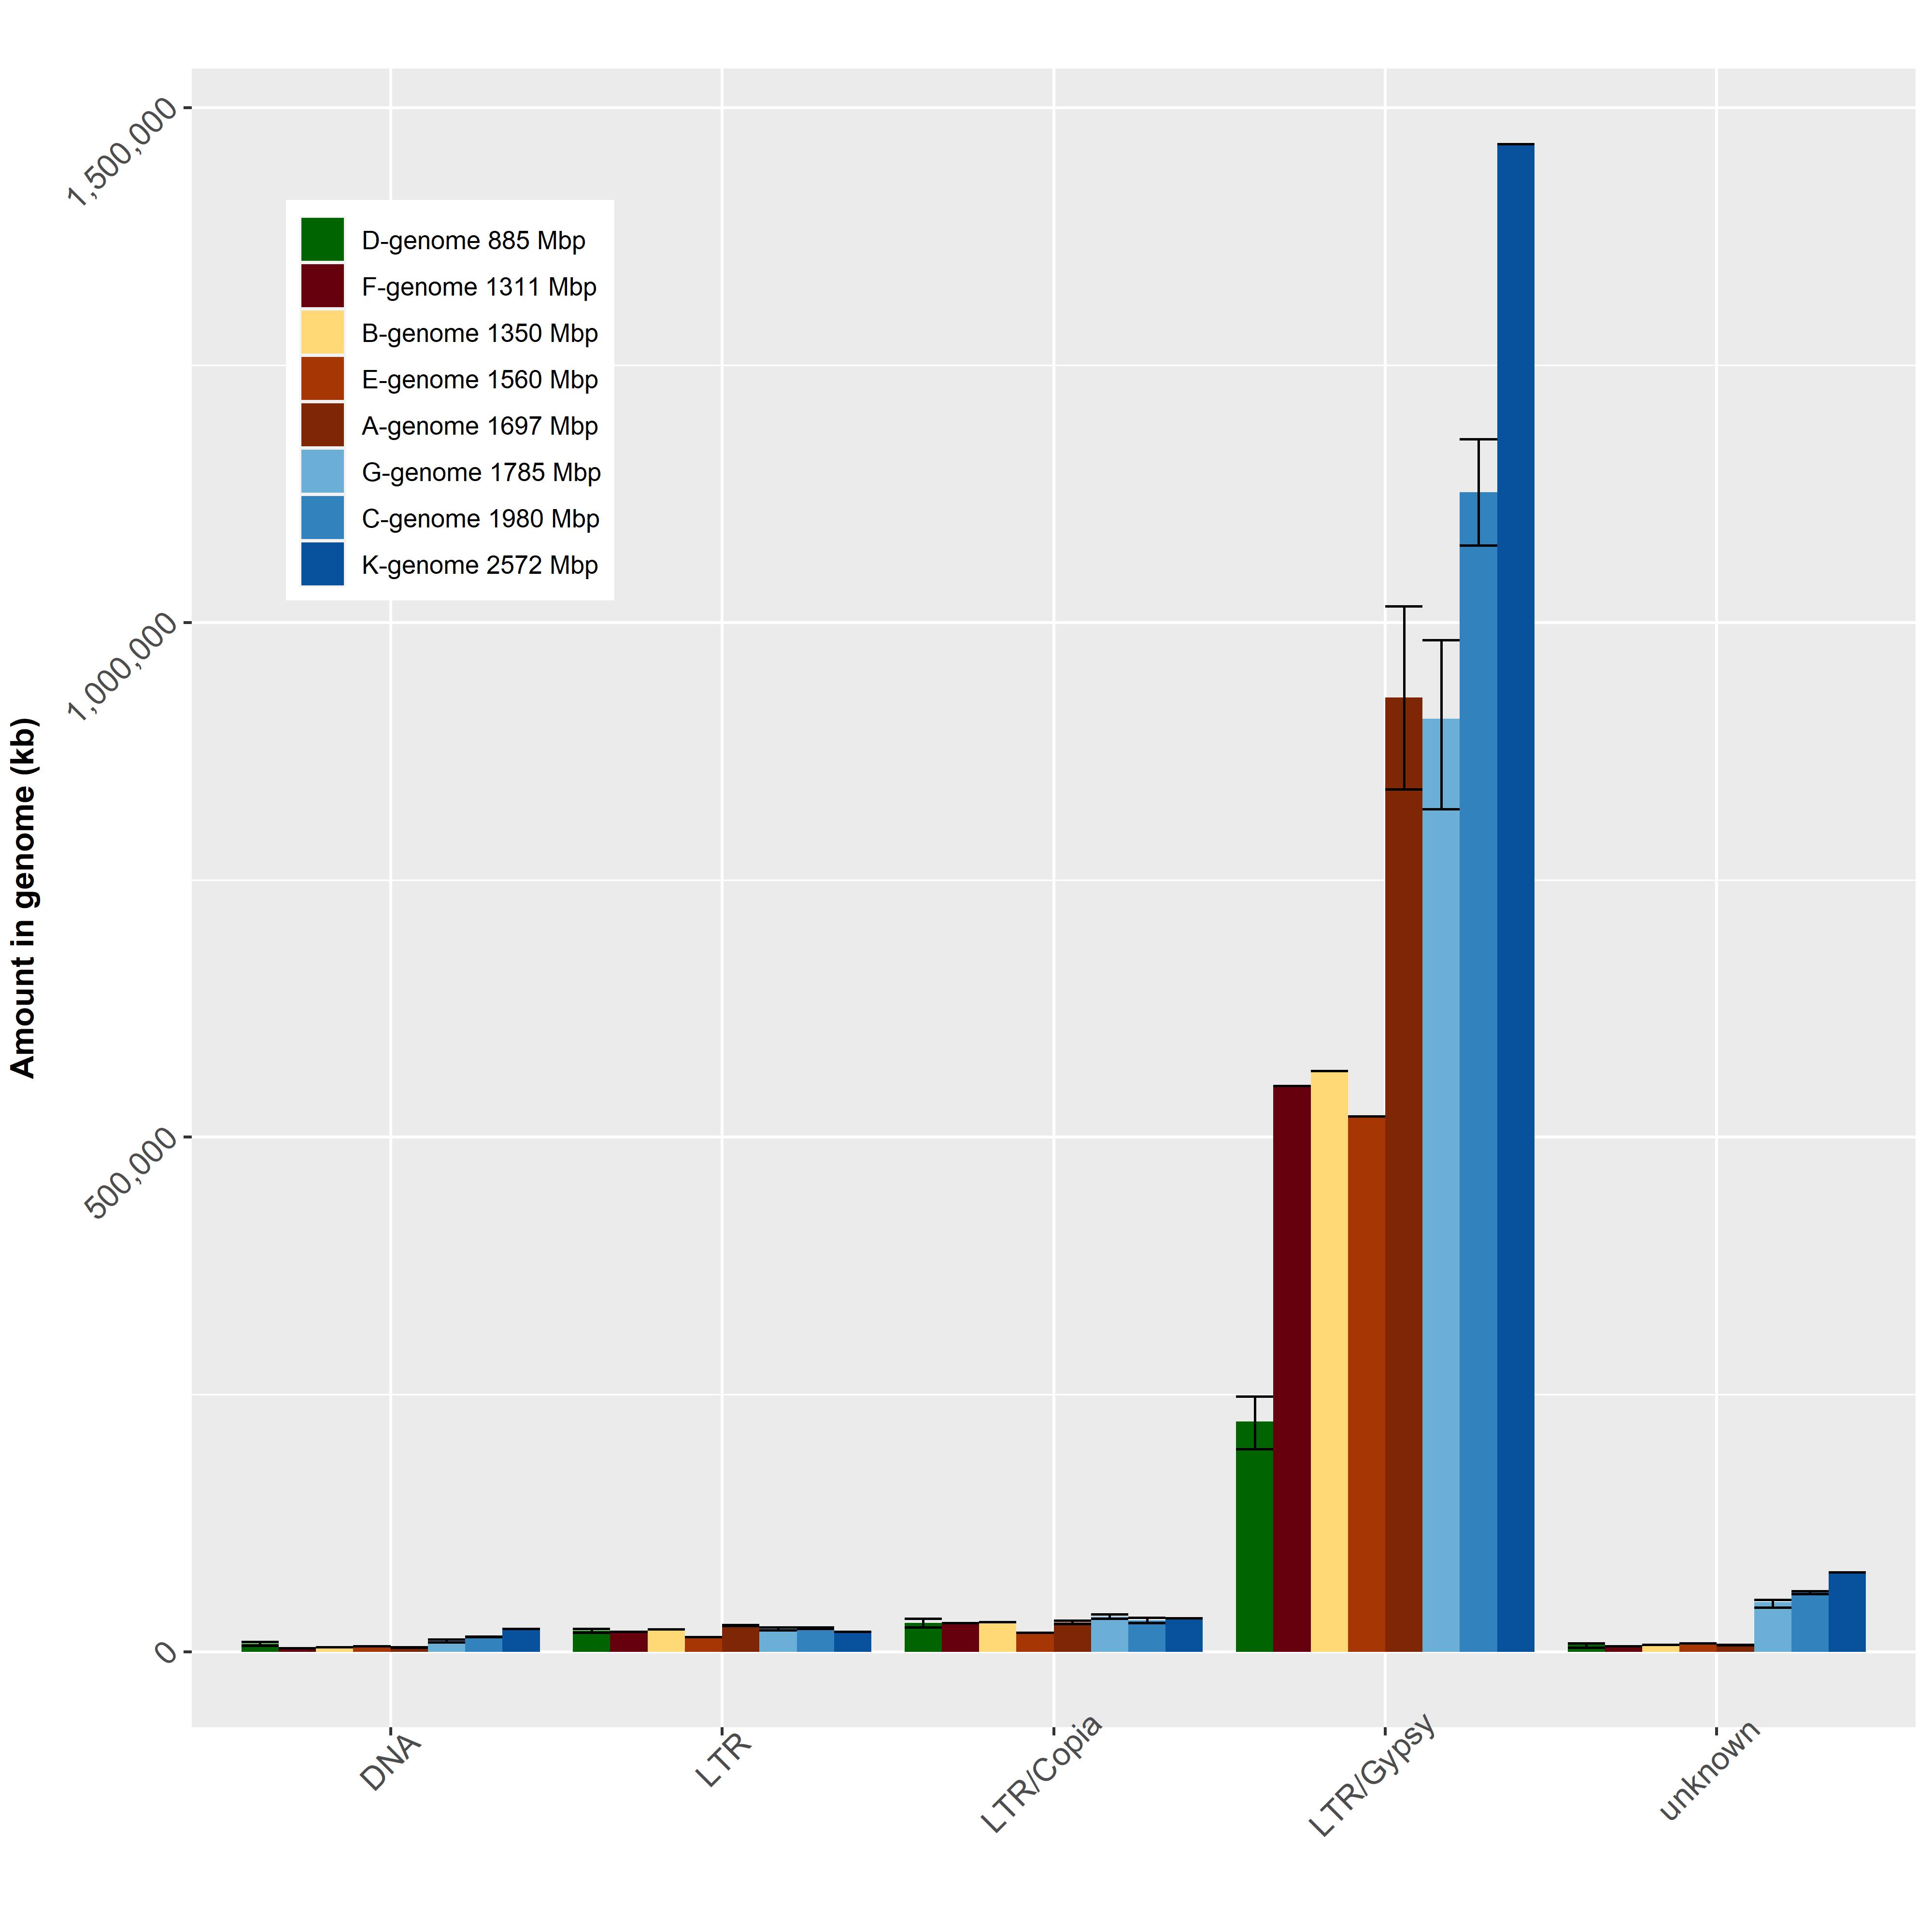 Amount in genome (kb)
1,500,000
1,000,000
500,000
0
D-genome 885 Mbp
F-genome 1311 Mbp
B-genome 1350 Mbp
E-genome 1560 Mbp
A-genome 1697 Mbp
G-genome 1785 Mbp
C-genome 1980 Mbp
K-genome 2572 Mbp
DNA
LTR
LTR/Copia
LTR/Gypsy
unknown